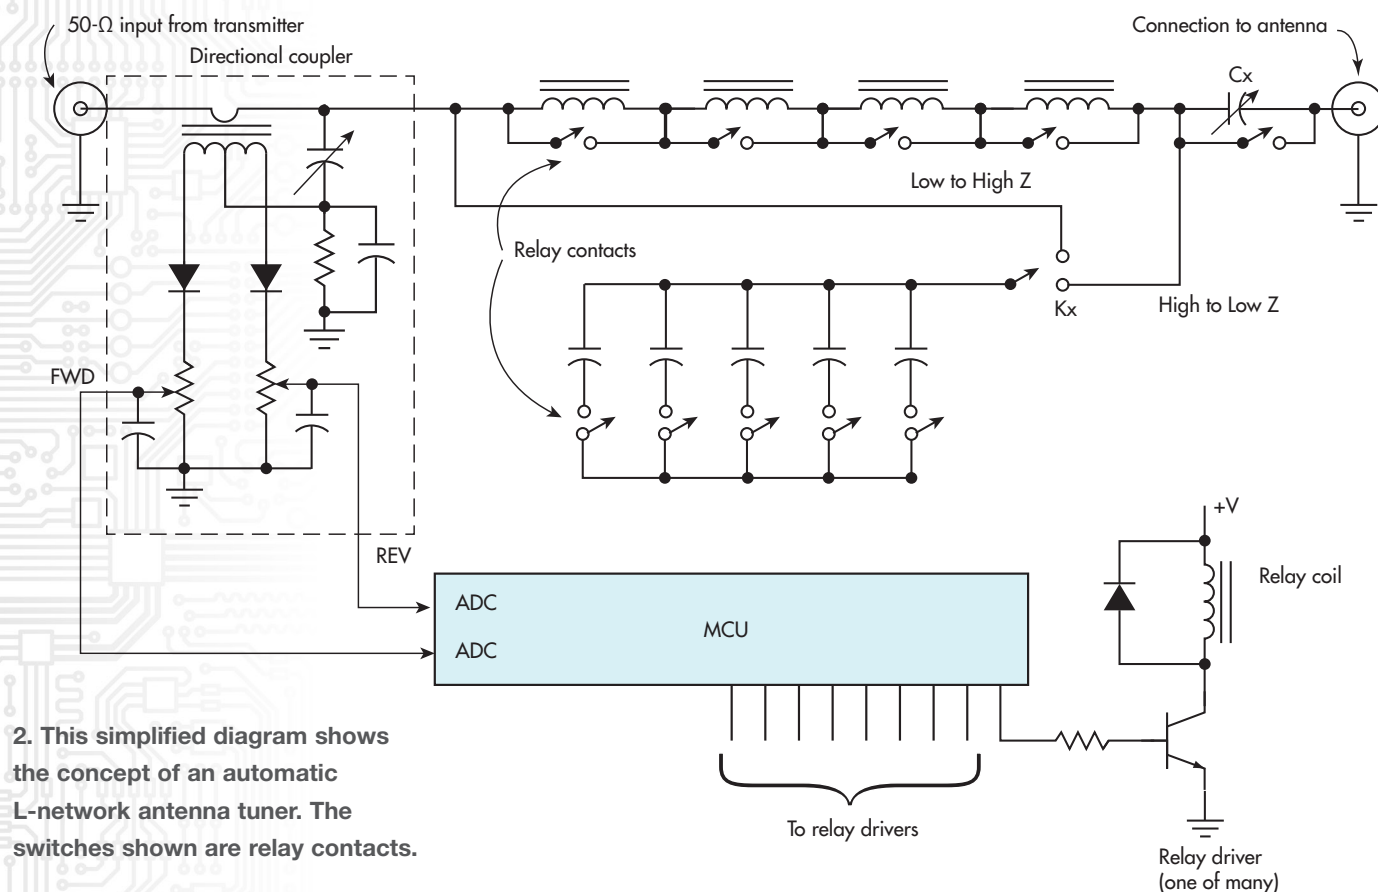 50-Ω input from transmitter
Directional coupler
Connection to antenna
Cx
Low to High Z
Relay contacts
Kx
High to Low Z
FWD
REV
ADC
ADC
MCU
+V
Relay coil
To relay drivers
Relay driver
(one of many)
2. This simplified diagram shows
the concept of an automatic
L-network antenna tuner. The
switches shown are relay contacts.